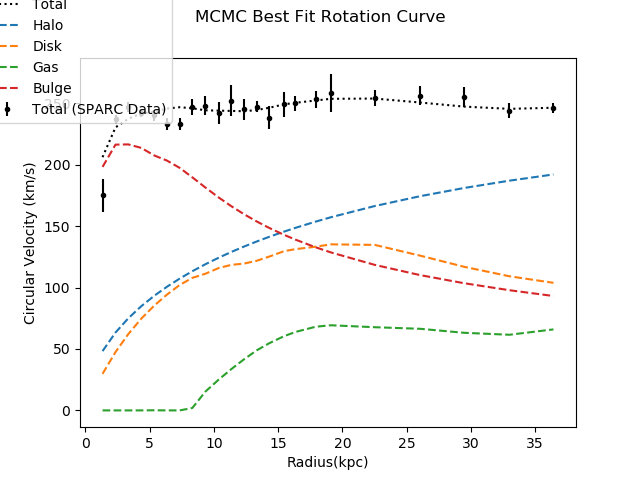 MCMC Best Fit Rotation Curve
Total
Halo
Disk
Gas
Bulge
Total (SPARC Data)
250
200
150
100
50
0
Circular Velocity (km/s)
0 5 10 15 20 25 30 35
Radius(kpc)